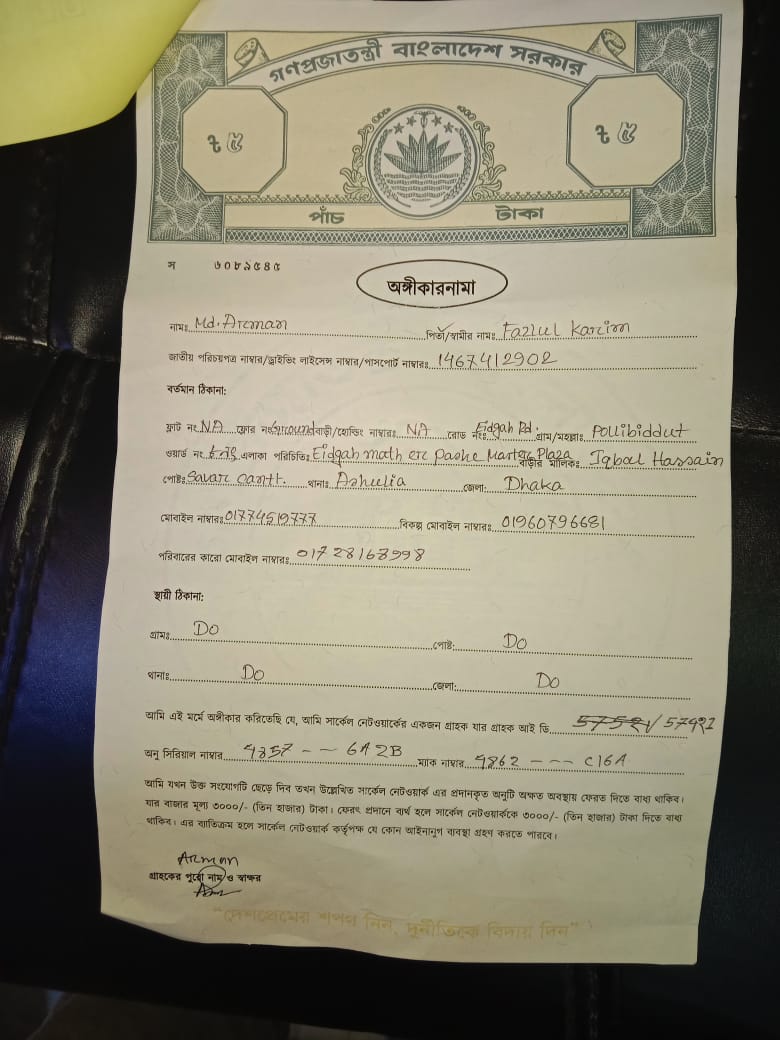 গণপ্রজাতন্ত্রী বাংলাদেশ সরকার
৳ ৫ ৳ ৫
পাঁচ টাকা
স ৬০৮৯৫৪৫
অঙ্গীকারনামা
নামঃ Md. Arman পিতা/স্বামীর নামঃ Fazlul Karim
জাতীয় পরিচয়পত্র নাম্বার/ড্রাইভিং লাইসেন্স নাম্বার/পাসপোর্ট নাম্বারঃ 1467412902
বর্তমান ঠিকানা:
ফ্লাট নং NA ফ্লোর নং Ground বাড়ী/হোল্ডিং নাম্বারঃ NA রোড নংঃ Eidgah Rd. গ্রাম/মহল্লাঃ Pollibiddut
ওয়ার্ড নং এলাকা পরিচিতিঃ Eidgah math er pashe Plaza বাড়ীর মালিকঃ Iqbal Hassain
পোষ্টঃ Savar cantt. থানাঃ Ashulia জেলা: Dhaka
মোবাইল নাম্বারঃ 01774519777 বিকল্প মোবাইল নাম্বারঃ 01960796681
পরিবারের কারো মোবাইল নাম্বারঃ
স্থায়ী ঠিকানা:
গ্রামঃ Do পোষ্ট: Do
থানাঃ Do জেলা: Do
আমি এই মর্মে অঙ্গীকার করিতেছি যে, আমি সার্কেল নেটওয়ার্কের একজন গ্রাহক যার গ্রাহক আই ডি
অনু সিরিয়াল নাম্বার 4857 -- 6A2B ম্যাক নাম্বার 9862 --- C16A
আমি যখন উক্ত সংযোগটি ছেড়ে দিব তখন উল্লেখিত সার্কেল নেটওয়ার্ক এর প্রদানকৃত অনুটি অক্ষত অবস্থায় ফেরত দিতে বাধ্য থাকিব।
যার বাজার মূল্য ৩০০০/- (তিন হাজার) টাকা। ফেরৎ প্রদানে ব্যর্থ হলে সার্কেল নেটওয়ার্ককে ৩০০০/- (তিন হাজার) টাকা দিতে বাধ্য
থাকিব। এর ব্যতিক্রম হলে সার্কেল নেটওয়ার্ক কর্তৃপক্ষ যে কোন আইনানুগ ব্যবস্থা গ্রহণ করতে পারবে।
Arman
গ্রাহকের পুরো নাম ও স্বাক্ষর
"দেশপ্রেমের শপথ নিন, দুর্নীতিকে বিদায় দিন"